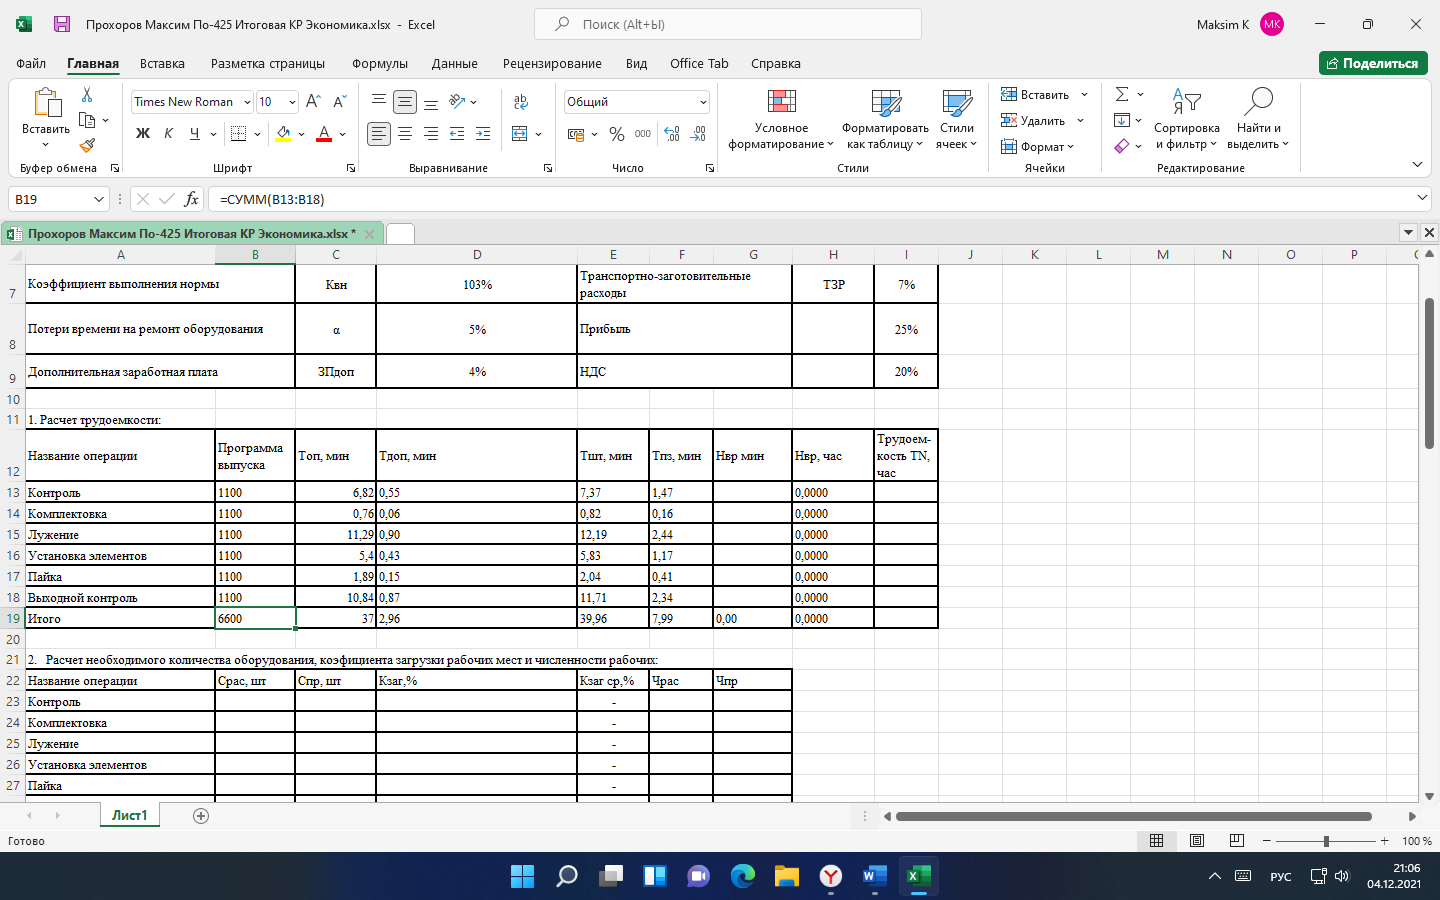 Прохоров Максим По-425 Итоговая КР Экономика.xlsx - Excel
Поиск (Alt+Ы)
Maksim K
MK
Файл Главная Вставка Разметка страницы Формулы Данные Рецензирование Вид Office Tab Справка
Поделиться
Вставить
Буфер обмена
Times New Roman 10
Ж К Ч
Шрифт
Выравнивание
Общий
% 000
Число
Условное форматирование
Форматировать как таблицу
Стили ячеек
Стили
Вставить
Удалить
Формат
Ячейки
Сортировка и фильтр
Найти и выделить
Редактирование
B19 fx =СУММ(B13:B18)
Прохоров Максим По-425 Итоговая КР Экономика.xlsx *
A B C D E F G H I J K L M N O P
7 Коэффициент выполнения нормы Квн 103% Транспортно-заготовительные расходы ТЗР 7%
8 Потери времени на ремонт оборудования α 5% Прибыль 25%
9 Дополнительная заработная плата ЗПдоп 4% НДС 20%
10
11 1. Расчет трудоемкости:
12 Название операции Программа выпуска Топ, мин Тдоп, мин Тшт, мин Тпз, мин Нвр мин Нвр, час Трудоем-кость TN, час
13 Контроль 1100 6,82 0,55 7,37 1,47 0,0000
14 Комплектовка 1100 0,76 0,06 0,82 0,16 0,0000
15 Лужение 1100 11,29 0,90 12,19 2,44 0,0000
16 Установка элементов 1100 5,4 0,43 5,83 1,17 0,0000
17 Пайка 1100 1,89 0,15 2,04 0,41 0,0000
18 Выходной контроль 1100 10,84 0,87 11,71 2,34 0,0000
19 Итого 6600 37 2,96 39,96 7,99 0,00 0,0000
20
21 2. Расчет необходимого количества оборудования, коэфициента загрузки рабочих мест и численности рабочих:
22 Название операции Срас, шт Спр, шт Кзаг,% Кзаг ср,% Чрас Чпр
23 Контроль -
24 Комплектовка -
25 Лужение -
26 Установка элементов -
27 Пайка -
Лист1
Готово
100 %
РУС
21:06
04.12.2021